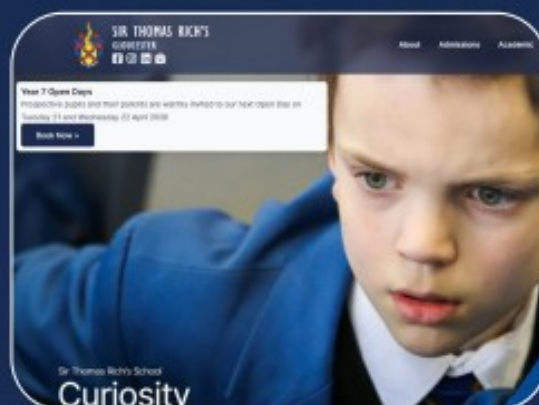 SIR THOMAS RICH'S
GLOUCESTER
About Admissions Academic
Year 7 Open Days
Prospective pupils and their parents are warmly invited to our next Open Day on
Tuesday 21 and Wednesday 22 April 2026
Book Now >
Sir Thomas Rich's School
Curiosity